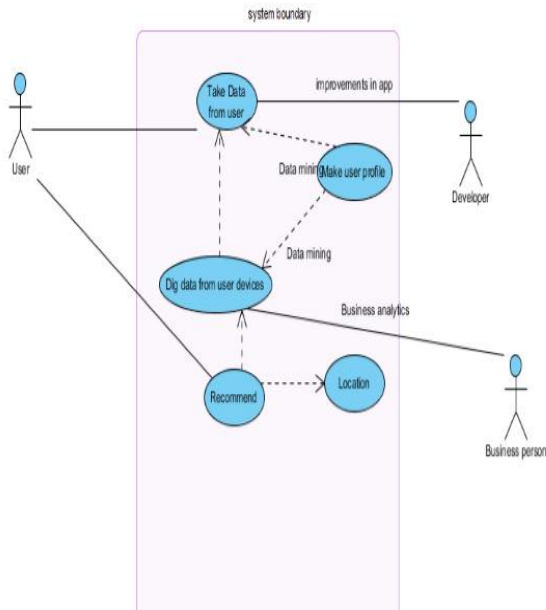 system boundary
Take Data
from user
improvements in app
User
Data mining
Make user profile
Developer
Data mining
Dig data from user devices
Business analytics
Recommend
Location
Business person